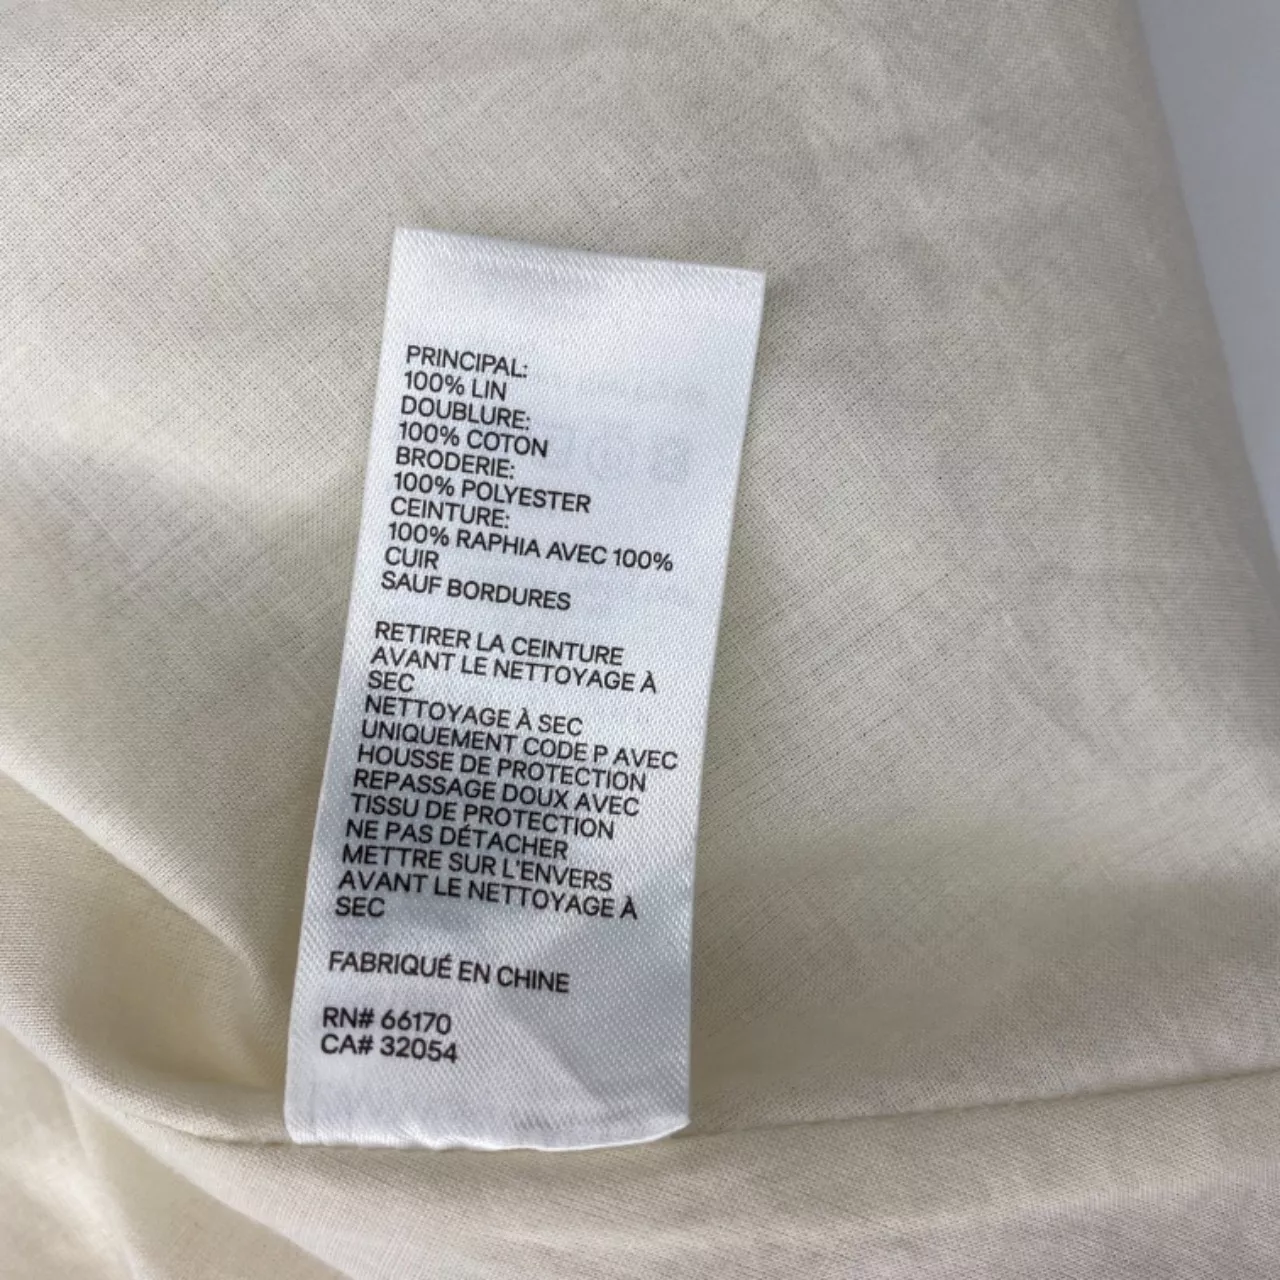 PRINCIPAL:
100% LIN
DOUBLURE:
100% COTON
BRODERIE:
100% POLYESTER
CEINTURE:
100% RAPHIA AVEC 100%
CUIR
SAUF BORDURES
RETIRER LA CEINTURE
AVANT LE NETTOYAGE À
SEC
NETTOYAGE À SEC
UNIQUEMENT CODE P AVEC
HOUSSE DE PROTECTION
REPASSAGE DOUX AVEC
TISSU DE PROTECTION
NE PAS DÉTACHER
METTRE SUR L'ENVERS
AVANT LE NETTOYAGE À
SEC
FABRIQUÉ EN CHINE
RN# 66170
CA# 32054